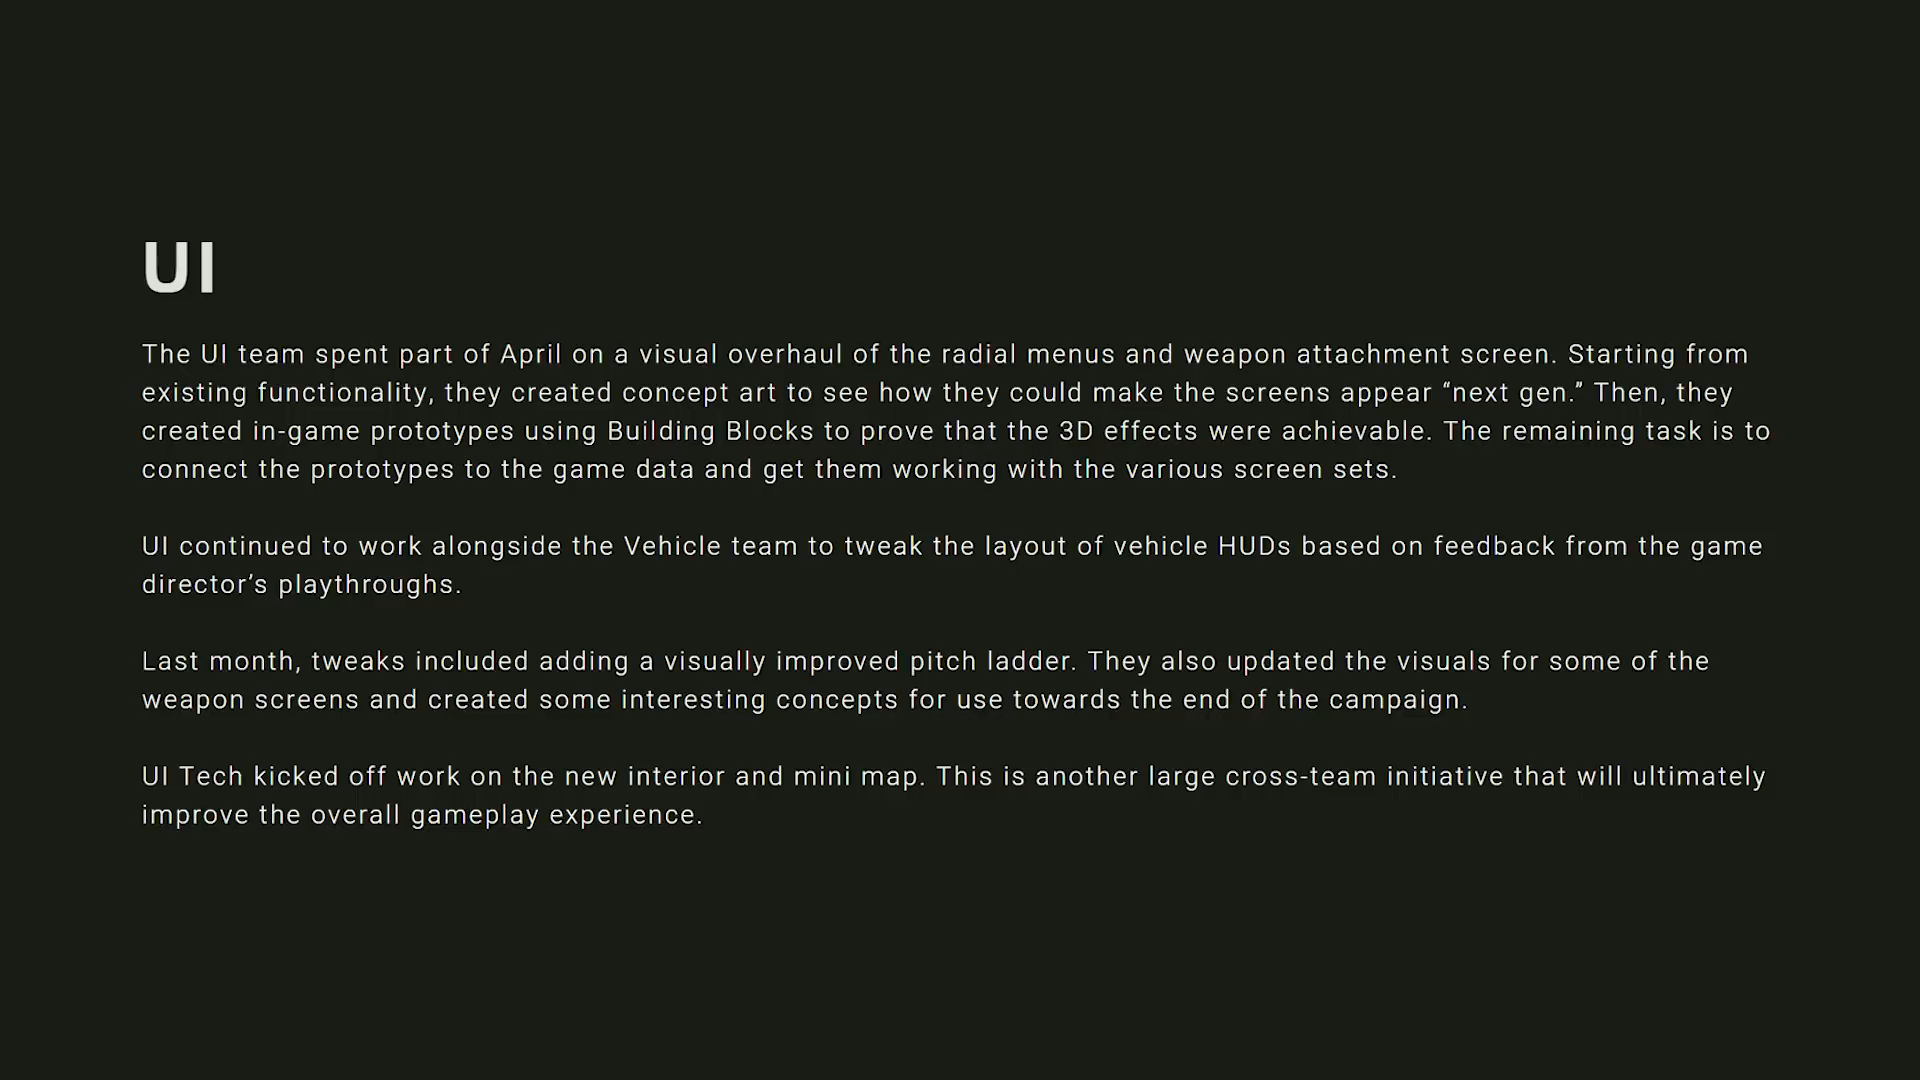 UI
The UI team spent part of April on a visual overhaul of the radial menus and weapon attachment screen. Starting from
existing functionality, they created concept art to see how they could make the screens appear “next gen.” Then, they
created in-game prototypes using Building Blocks to prove that the 3D effects were achievable. The remaining task is to
connect the prototypes to the game data and get them working with the various screen sets.
UI continued to work alongside the Vehicle team to tweak the layout of vehicle HUDs based on feedback from the game
director’s playthroughs.
Last month, tweaks included adding a visually improved pitch ladder. They also updated the visuals for some of the
weapon screens and created some interesting concepts for use towards the end of the campaign.
UI Tech kicked off work on the new interior and mini map. This is another large cross-team initiative that will ultimately
improve the overall gameplay experience.